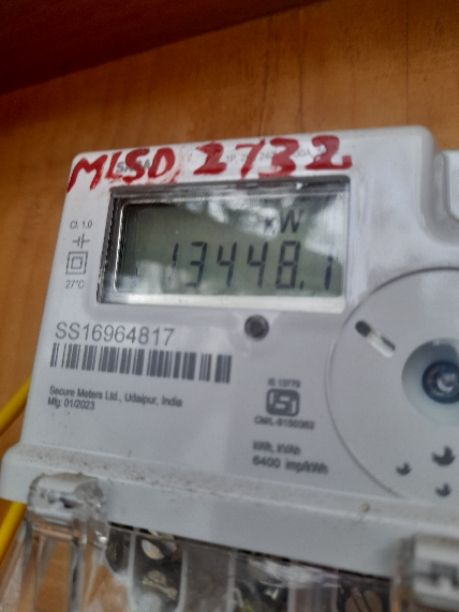 MLSD, 2732
Cl. 1.0
kW
13448.1
27°C
SS16964817
Secure Meters Ltd., Udaipur, India
Mfg. 01/2023
IS 13779
kWh, kVAh
6400 imp/kWh